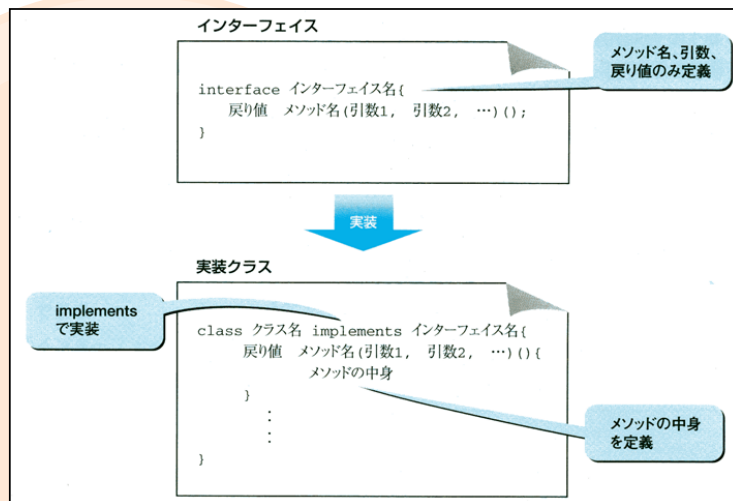 インターフェイス
メソッド名、引数、
戻り値のみ定義
interface インターフェイス名{
戻り値 メソッド名(引数1, 引数2, …)();
}
実装
実装クラス
implements
で実装
class クラス名 implements インターフェイス名{
戻り値 メソッド名(引数1, 引数2, …)(){
メソッドの中身
}
:
:
}
メソッドの中身
を定義